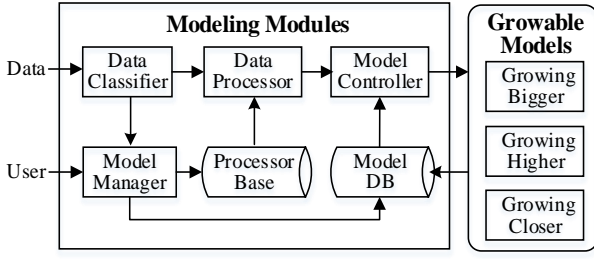 Modeling Modules
Growable
Models
Data
Data
Classifier
Data
Processor
Model
Controller
Growing
Bigger
User
Model
Manager
Processor
Base
Model
DB
Growing
Higher
Growing
Closer